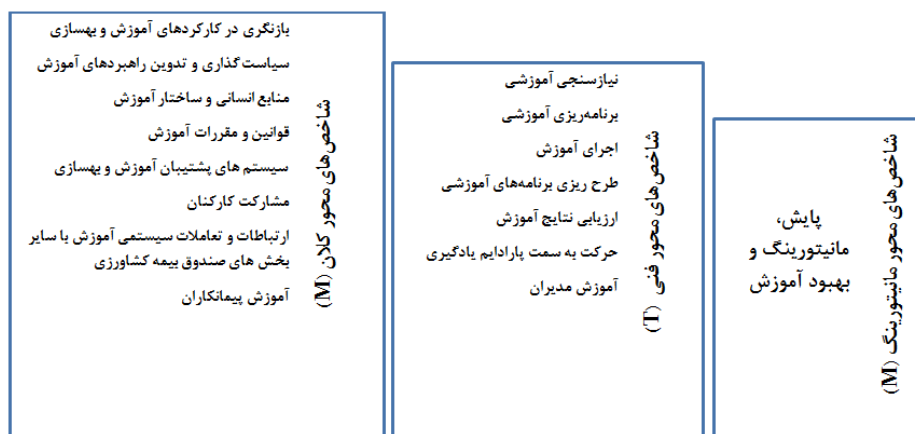 شاخص‌های محور مانیتورینگ (M)
پایش،
مانیتورینگ و
بهبود آموزش
شاخص‌های محور فنی (T)
نیازسنجی آموزشی
برنامه‌ریزی آموزشی
اجرای آموزش
طرح ریزی برنامه‌های آموزشی
ارزیابی نتایج آموزش
حرکت به سمت پارادایم یادگیری
آموزش مدیران
شاخص‌های محور کلان (M)
بازنگری در کارکردهای آموزش و بهسازی
سیاست گذاری و تدوین راهبردهای آموزش
منابع انسانی و ساختار آموزش
قوانین و مقررات آموزش
سیستم های پشتیبان آموزش و بهسازی
مشارکت کارکنان
ارتباطات و تعاملات سیستمی آموزش با سایر
بخش های صندوق بیمه کشاورزی
آموزش پیمانکاران